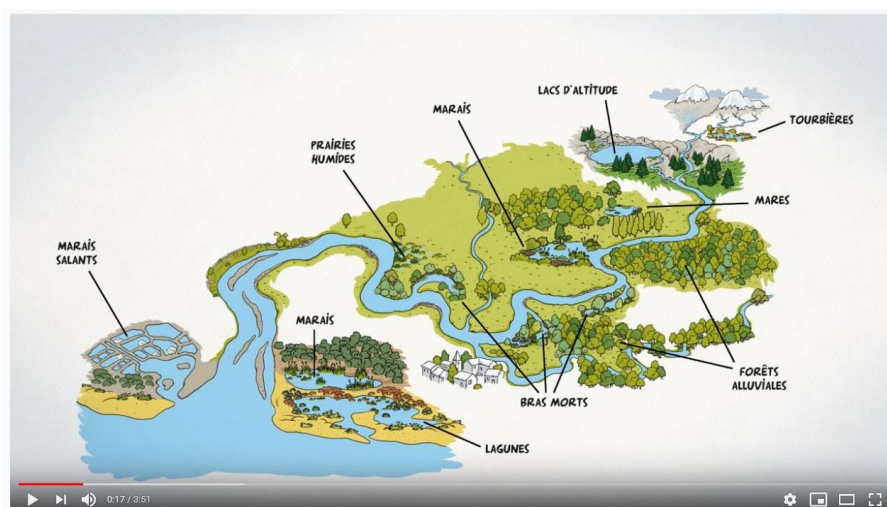 LACS D'ALTITUDE
MARAIS
TOURBIÈRES
PRAIRIES
HUMIDES
MARES
MARAIS
SALANTS
MARAIS
FORÊTS
ALLUVIALES
BRAS MORTS
LAGUNES
0:17 / 3:51